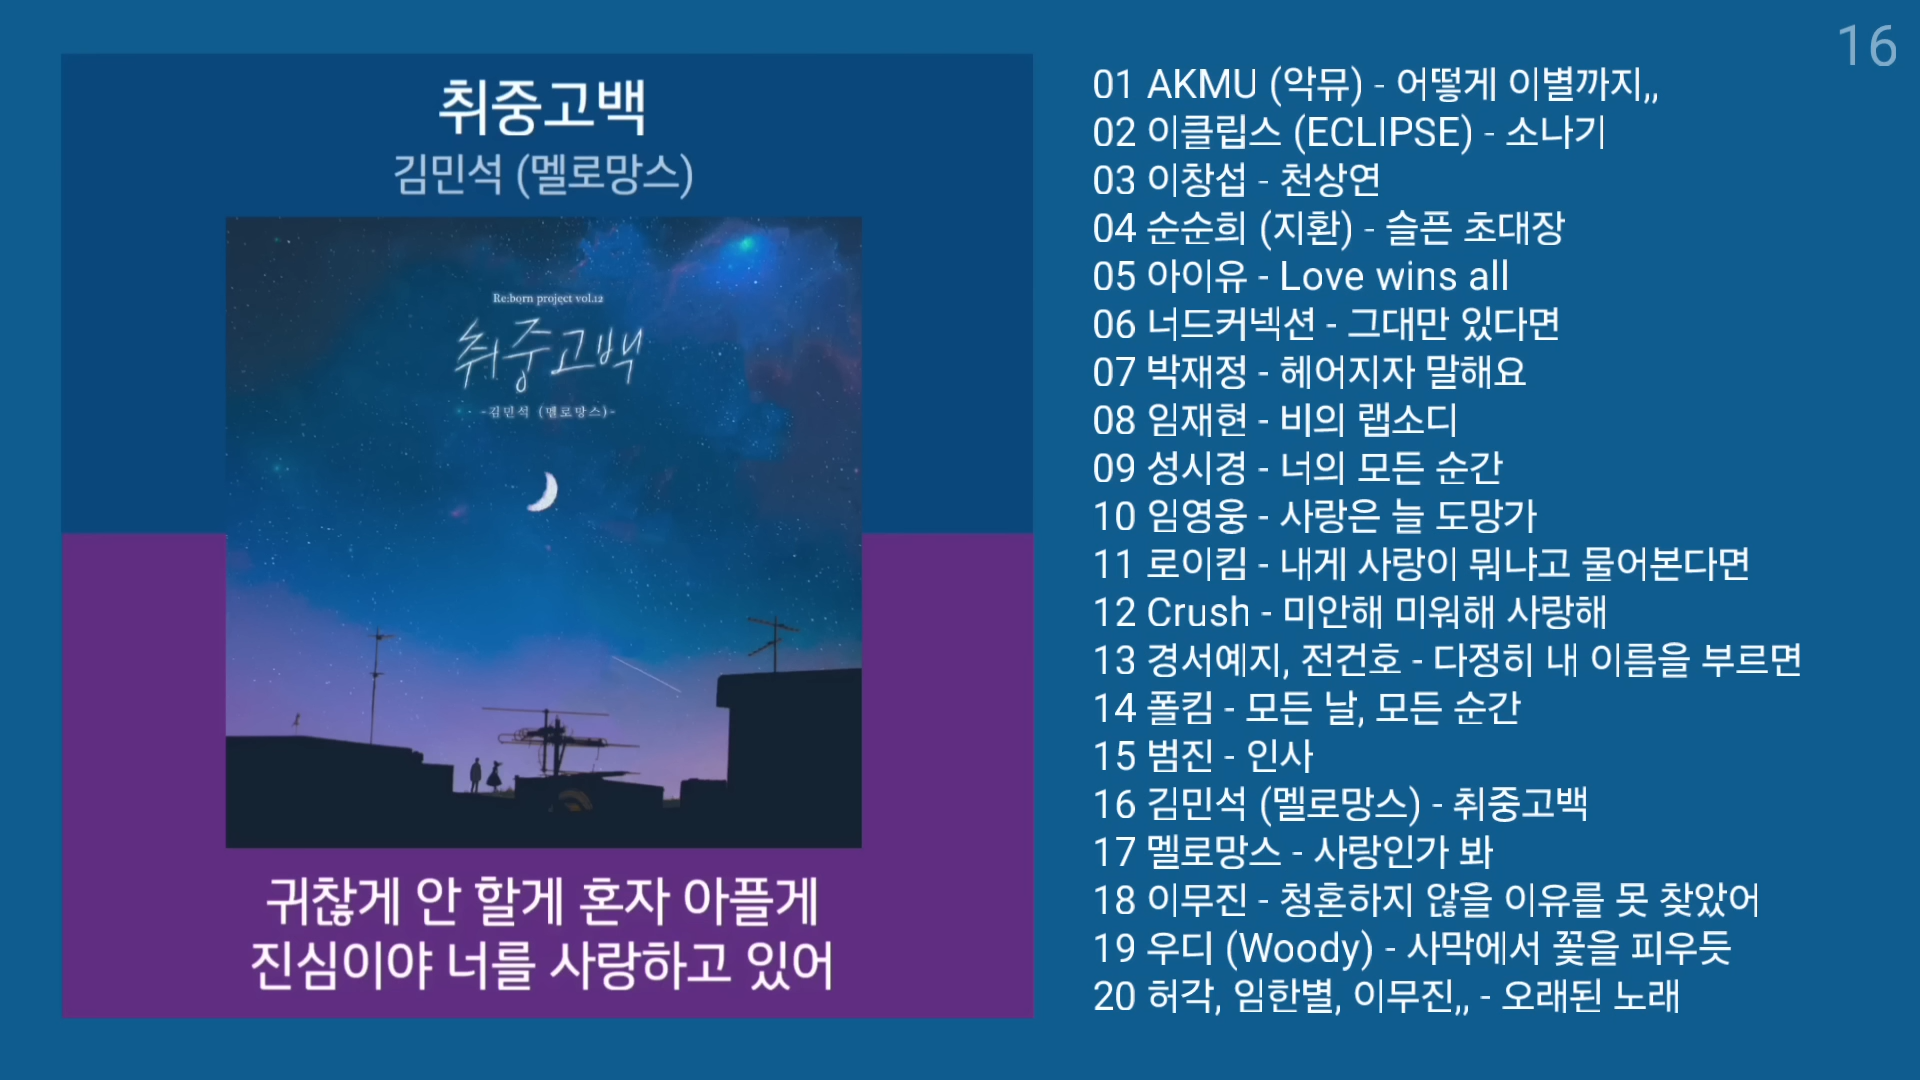 16
취중고백
김민석 (멜로망스)
Re:born project vol.12
취중고백
-김민석 (멜로망스)-
귀찮게 안 할게 혼자 아플게
진심이야 너를 사랑하고 있어
01 AKMU (악뮤) - 어떻게 이별까지,,
02 이클립스 (ECLIPSE) - 소나기
03 이창섭 - 천상연
04 순순희 (지환) - 슬픈 초대장
05 아이유 - Love wins all
06 너드커넥션 - 그대만 있다면
07 박재정 - 헤어지자 말해요
08 임재현 - 비의 랩소디
09 성시경 - 너의 모든 순간
10 임영웅 - 사랑은 늘 도망가
11 로이킴 - 내게 사랑이 뭐냐고 물어본다면
12 Crush - 미안해 미워해 사랑해
13 경서예지, 전건호 - 다정히 내 이름을 부르면
14 폴킴 - 모든 날, 모든 순간
15 범진 - 인사
16 김민석 (멜로망스) - 취중고백
17 멜로망스 - 사랑인가 봐
18 이무진 - 청혼하지 않을 이유를 못 찾았어
19 우디 (Woody) - 사막에서 꽃을 피우듯
20 허각, 임한별, 이무진,, - 오래된 노래